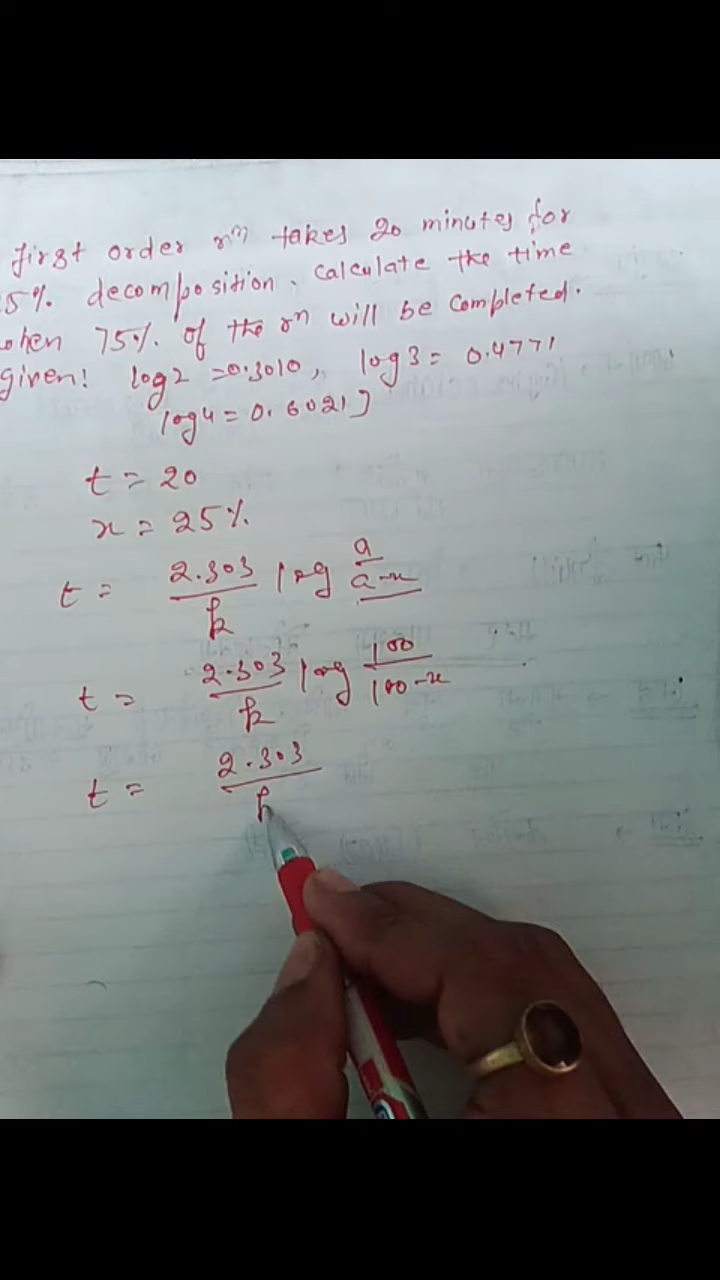 first order rxn takes 20 minutes for
5% decomposition. calculate the time
when 75% of the rxn will be completed.
given: log2 = 0.3010, log3 = 0.4771
log4 = 0.6021]
t = 20
x = 25%
t = 2.303/k log a/a-x
t = 2.303/k log 100/100-x
t = 2.303/k